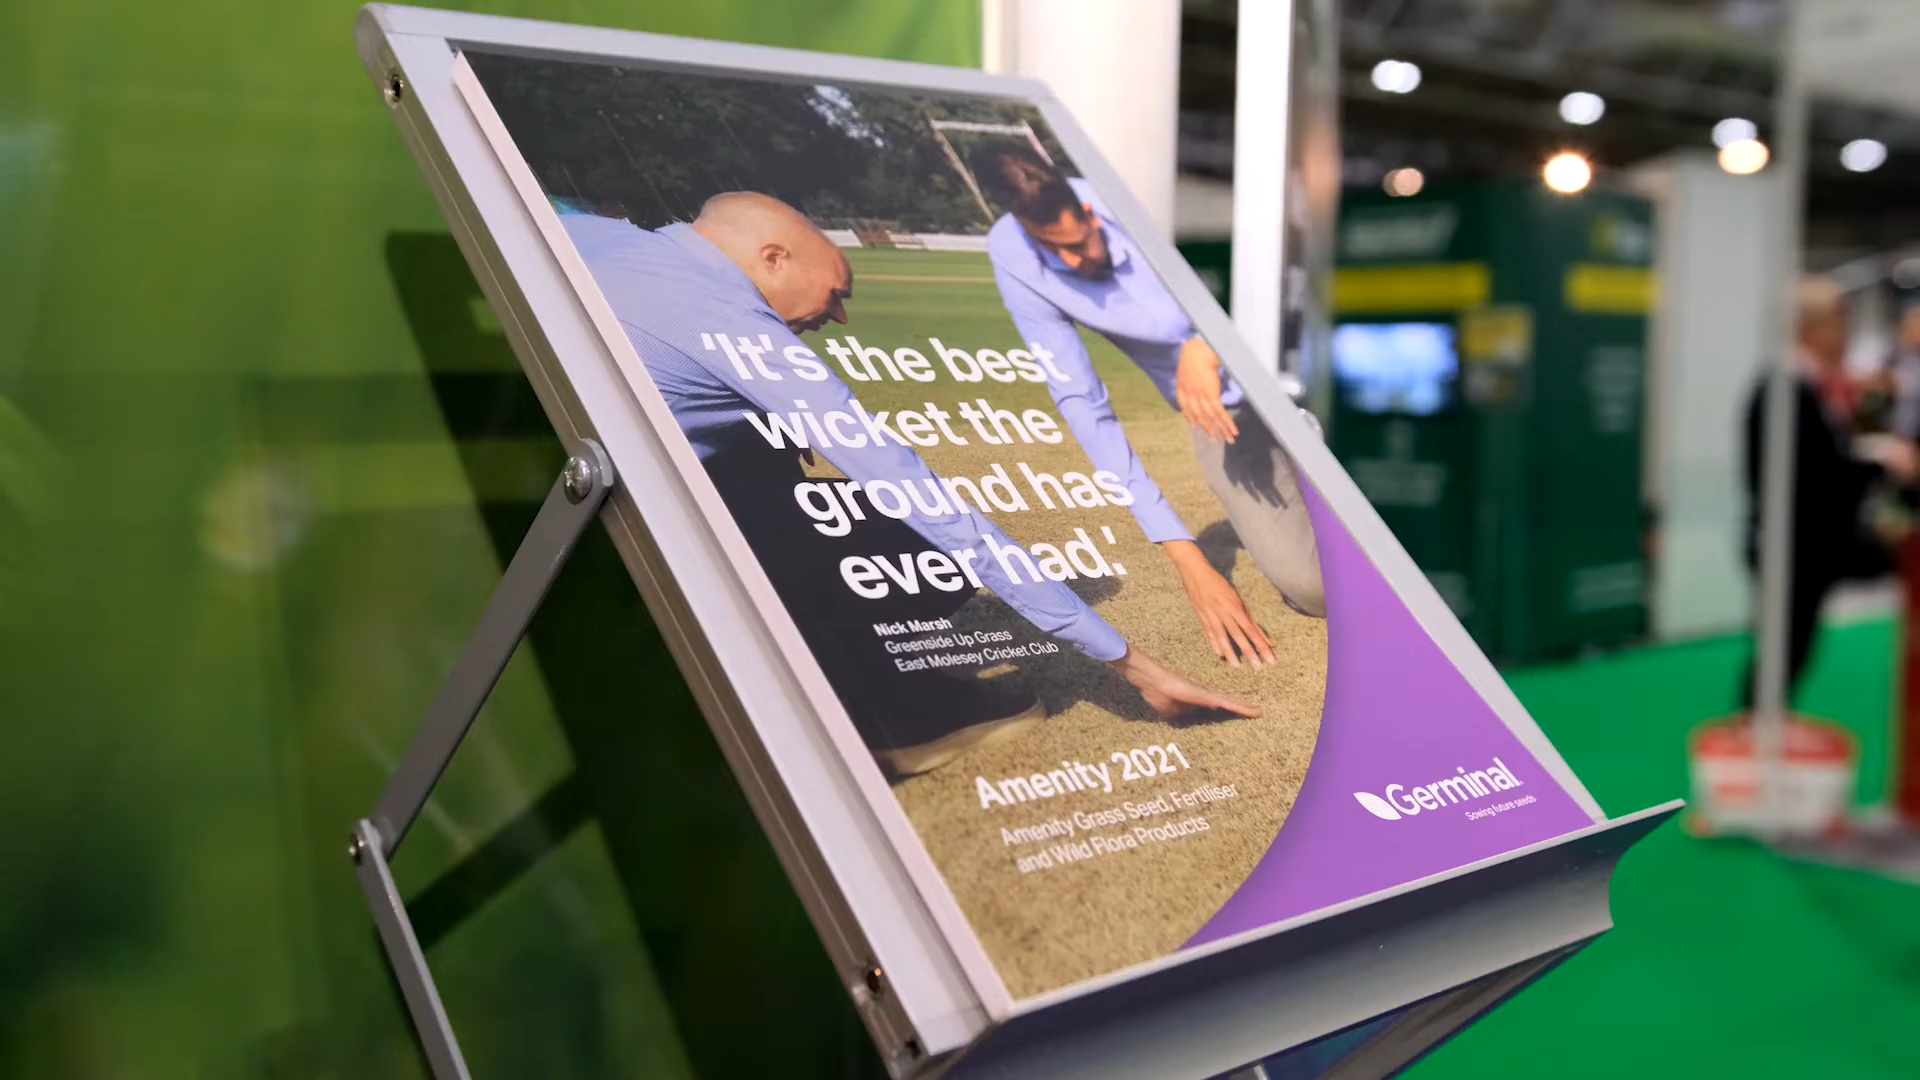 'It's the best
wicket the
ground has
ever had.'
Nick Marsh
Greenside Up Grass
East Molesey Cricket Club
Amenity 2021
Amenity Grass Seed, Fertiliser
and Wild Flora Products
Germinal
Sowing future seeds